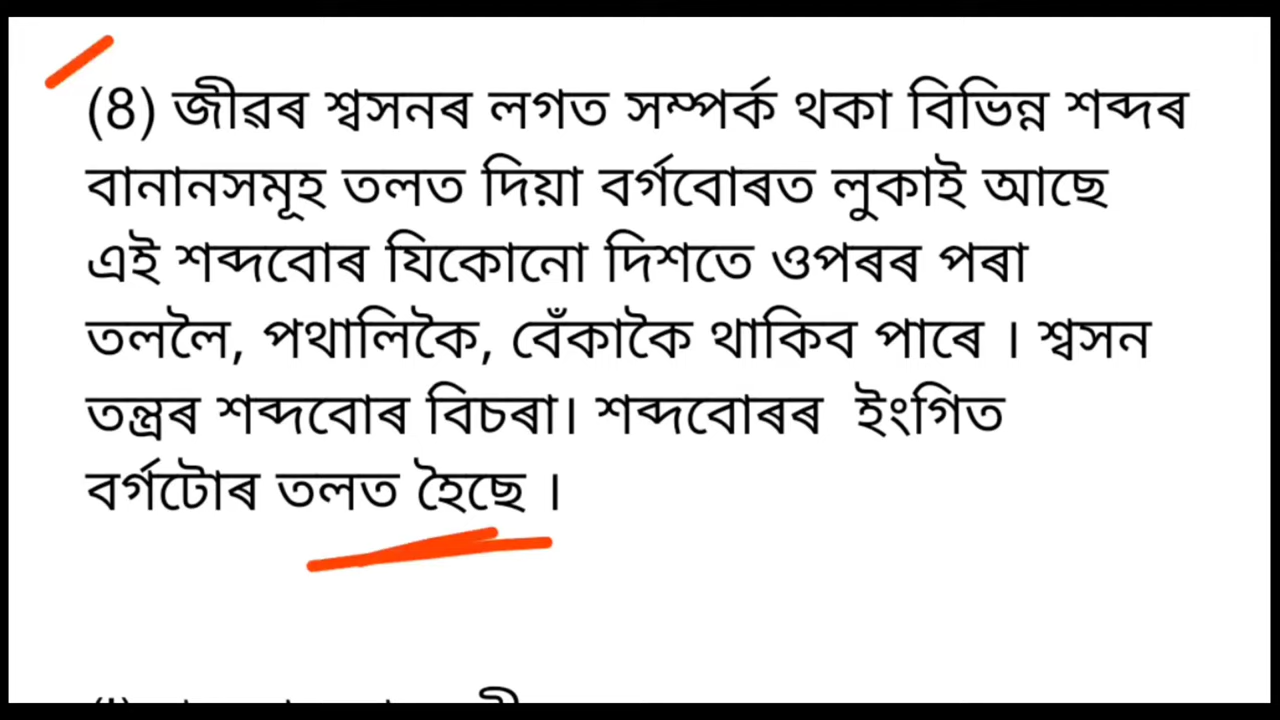 (8) জীৱৰ শ্বসনৰ লগত সম্পৰ্ক থকা বিভিন্ন শব্দৰ
বানানসমূহ তলত দিয়া বৰ্গবোৰত লুকাই আছে
এই শব্দবোৰ যিকোনো দিশতে ওপৰৰ পৰা
তললৈ, পথালিকৈ, বেঁকাকৈ থাকিব পাৰে । শ্বসন
তন্ত্ৰৰ শব্দবোৰ বিচৰা। শব্দবোৰৰ  ইংগিত
বৰ্গটোৰ তলত হৈছে ।